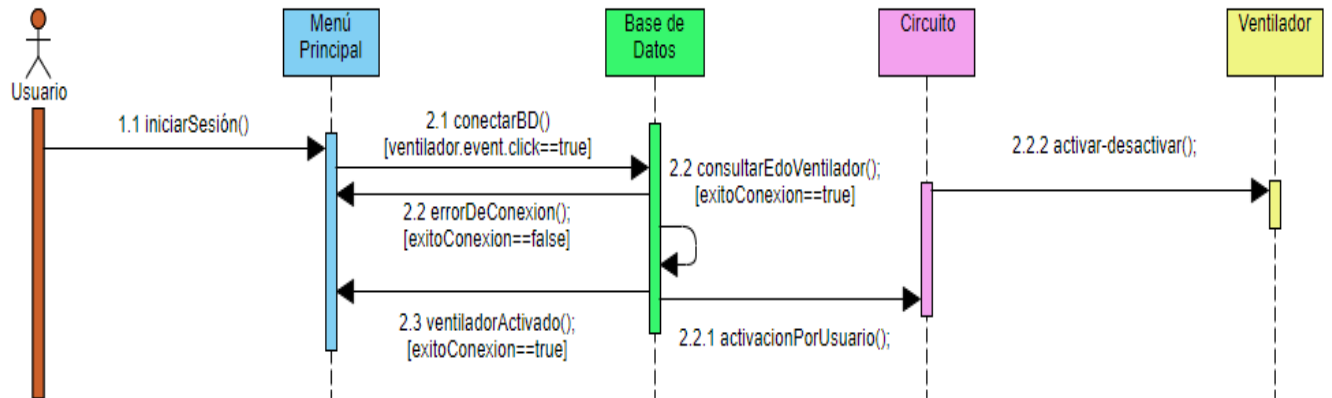 Menú
Principal
Base de
Datos
Circuito
Ventilador
Usuario
1.1 iniciarSesión()
2.1 conectarBD()
[ventilador.event.click==true]
2.2 consultarEdoVentilador();
[exitoConexion==true]
2.2.2 activar-desactivar();
2.2 errorDeConexion();
[exitoConexion==false]
2.3 ventiladorActivado();
[exitoConexion==true]
2.2.1 activacionPorUsuario();